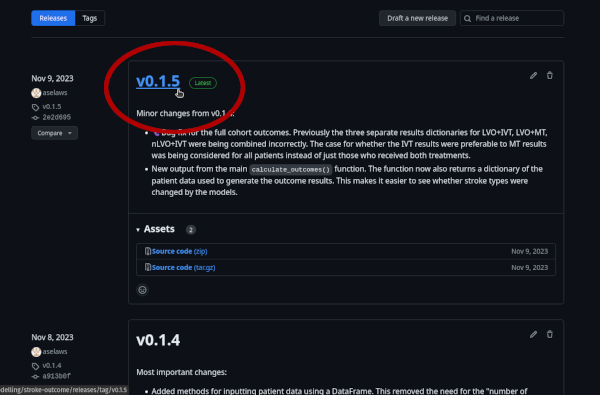 Releases Tags Draft a new release Find a release
Nov 9, 2023
aselaws
v0.1.5
2e2d695
Compare
v0.1.5 Latest
Minor changes from v0.1.4:
Bug fix for the full cohort outcomes. Previously the three separate results dictionaries for LVO+IVT, LVO+MT,
nLVO+IVT were being combined incorrectly. The case for whether the IVT results were preferable to MT results
was being considered for all patients instead of just those who received both treatments.
New output from the main calculate_outcomes() function. The function now also returns a dictionary of the
patient data used to generate the outcome results. This makes it easier to see whether stroke types were
changed by the models.
Assets 2
Source code (zip) Nov 9, 2023
Source code (tar.gz) Nov 9, 2023
Nov 8, 2023
aselaws
v0.1.4
a913b0f
v0.1.4
Most important changes:
Added methods for inputting patient data using a DataFrame. This removed the need for the "number of
delling/stroke-outcome/releases/tag/v0.1.5